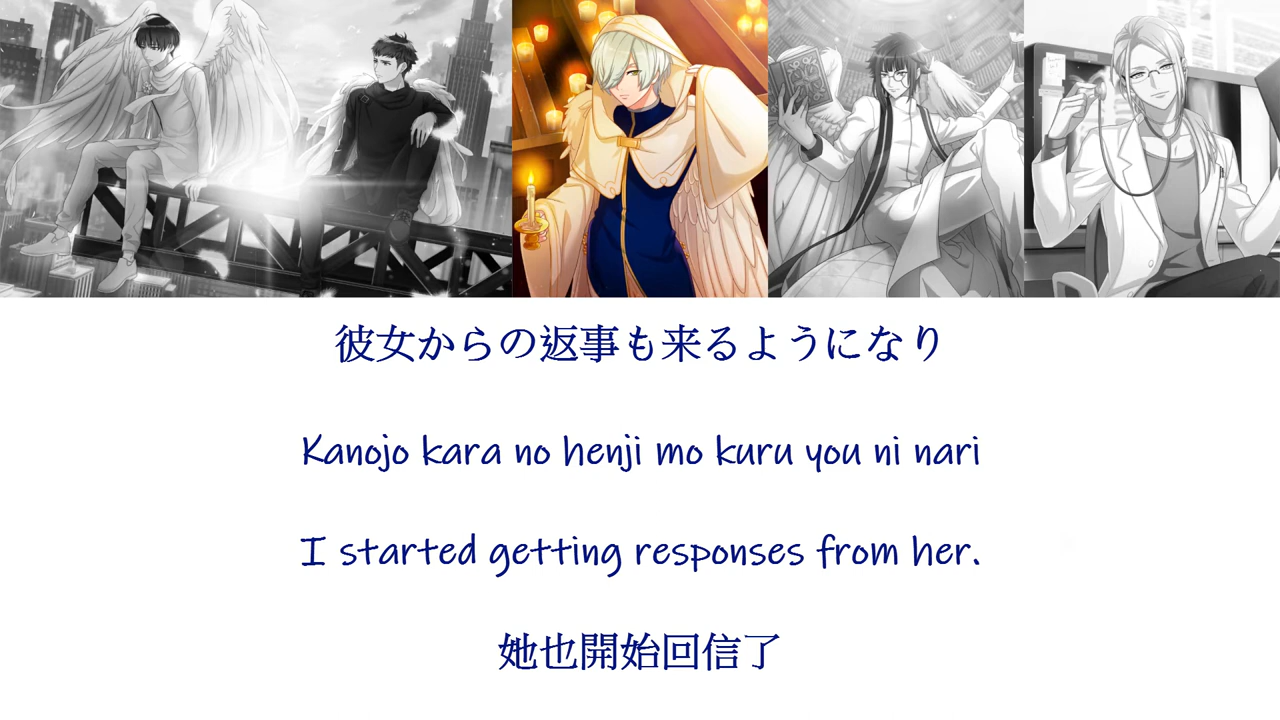 彼女からの返事も来るようになり
Kanojo kara no henji mo kuru you ni nari
I started getting responses from her.
她也開始回信了